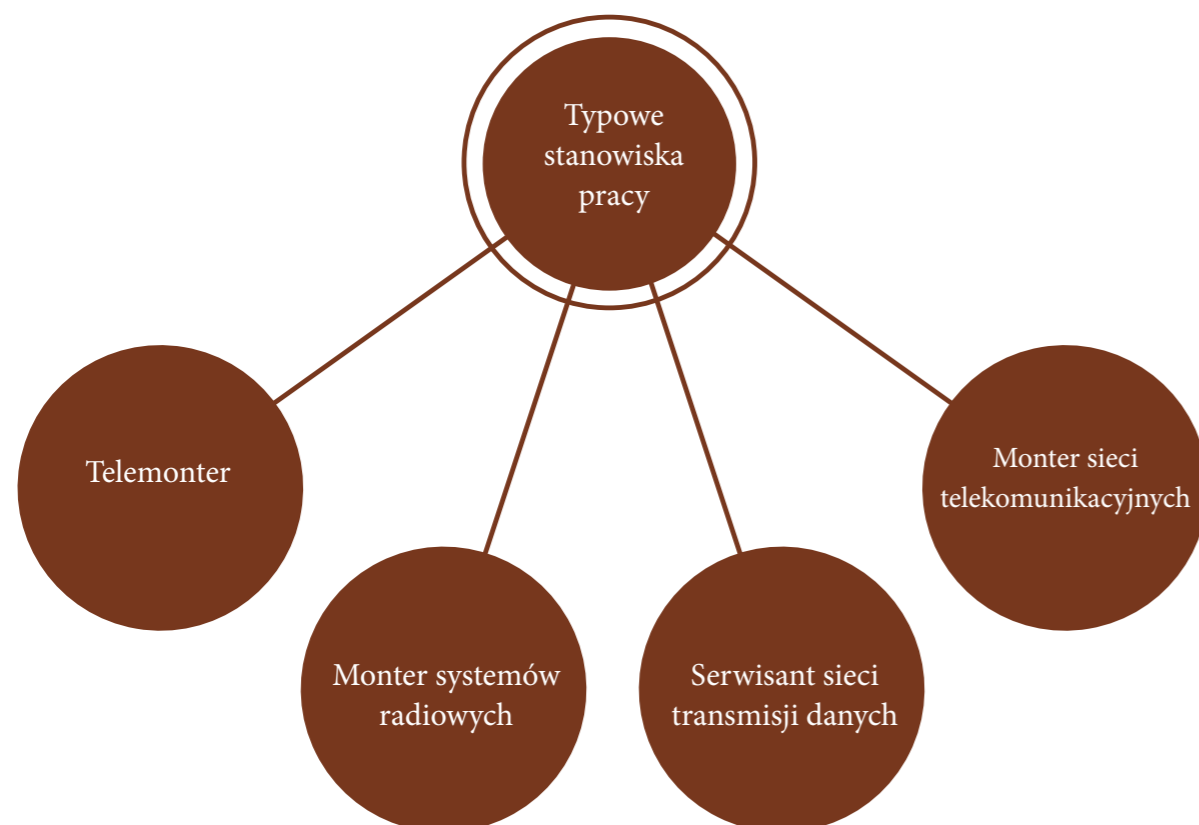 Typowe
stanowiska
pracy
Telemonter
Monter systemów
radiowych
Serwisant sieci
transmisji danych
Monter sieci
telekomunikacyjnych